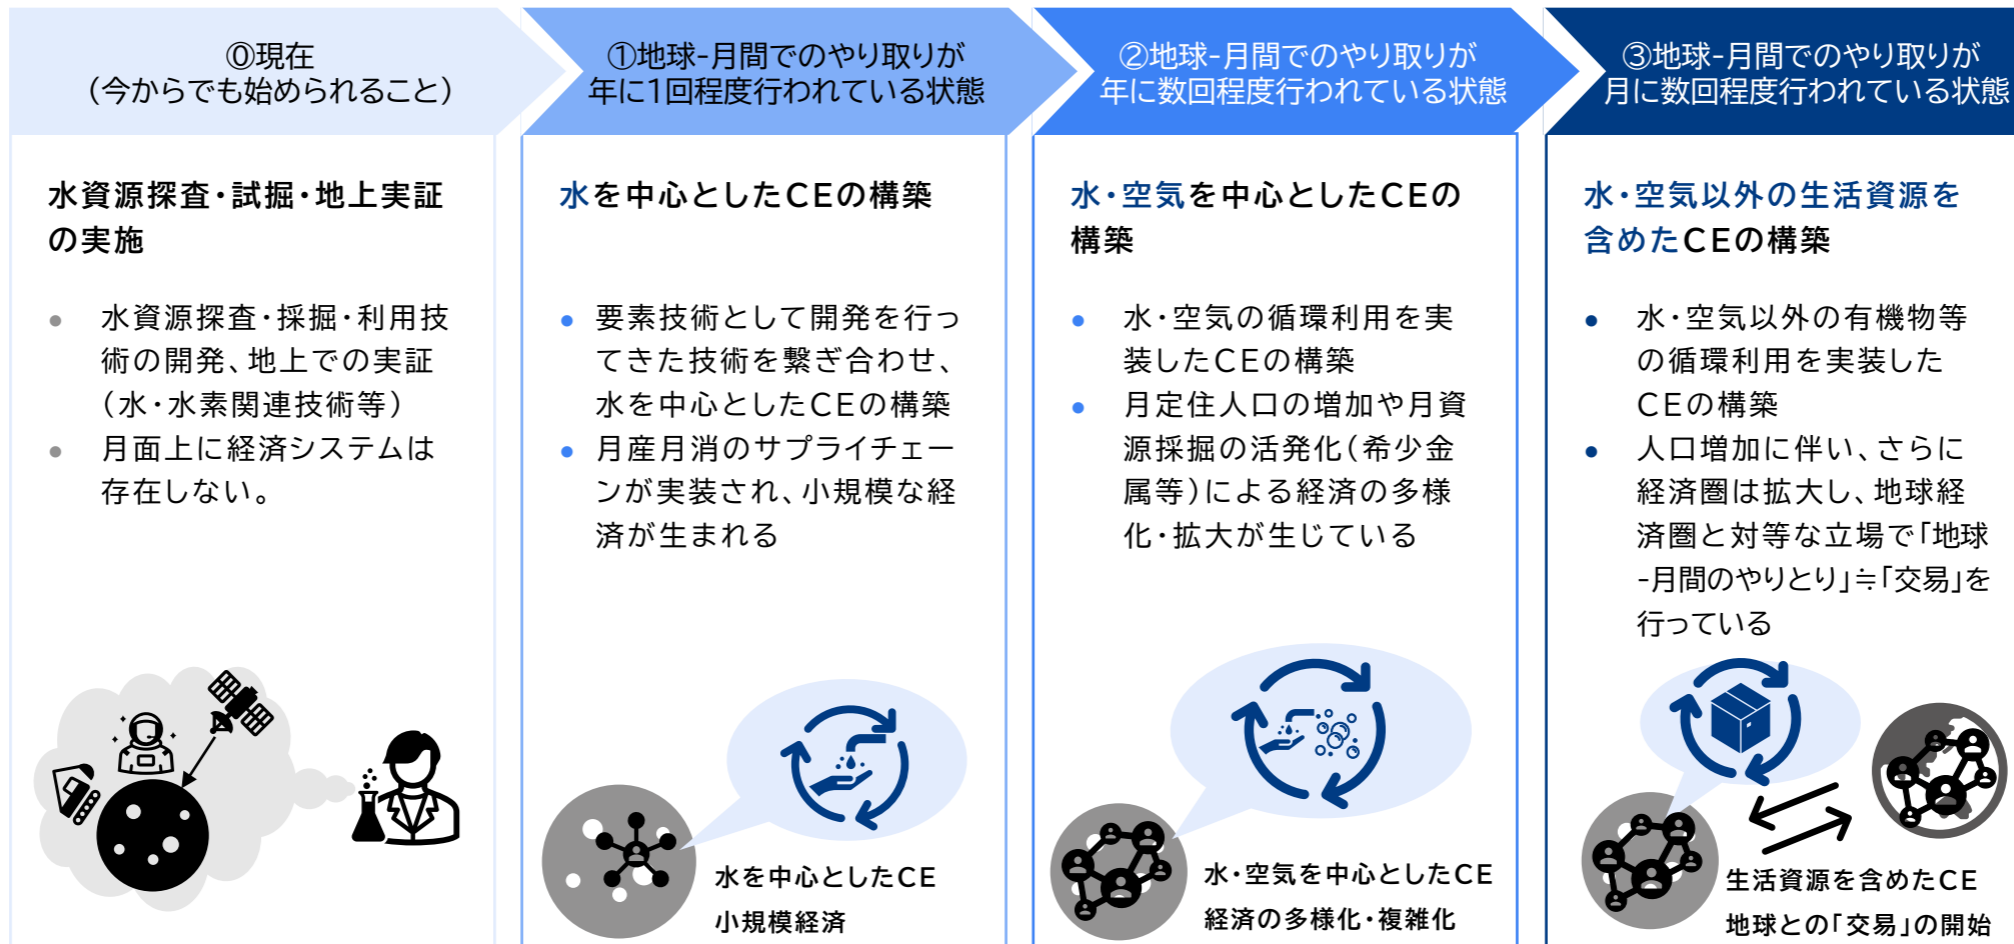 ⓪現在
（今からでも始められること）
水資源探査・試掘・地上実証
の実施
● 水資源探査・採掘・利用技
術の開発、地上での実証
（水・水素関連技術等）
● 月面上に経済システムは
存在しない。
①地球-月間でのやり取りが
年に1回程度行われている状態
水を中心としたCEの構築
● 要素技術として開発を行っ
てきた技術を繋ぎ合わせ、
水を中心としたCEの構築
● 月産月消のサプライチェー
ンが実装され、小規模な経
済が生まれる
水を中心としたCE
小規模経済
②地球-月間でのやり取りが
年に数回程度行われている状態
水・空気を中心としたCEの
構築
● 水・空気の循環利用を実
装したCEの構築
● 月定住人口の増加や月資
源採掘の活発化（希少金
属等）による経済の多様
化・拡大が生じている
水・空気を中心としたCE
経済の多様化・複雑化
③地球-月間でのやり取りが
月に数回程度行われている状態
水・空気以外の生活資源を
含めたCEの構築
● 水・空気以外の有機物等
の循環利用を実装した
CEの構築
● 人口増加に伴い、さらに
経済圏は拡大し、地球経
済圏と対等な立場で「地球
-月間のやりとり」≒「交易」を
行っている
生活資源を含めたCE
地球との「交易」の開始